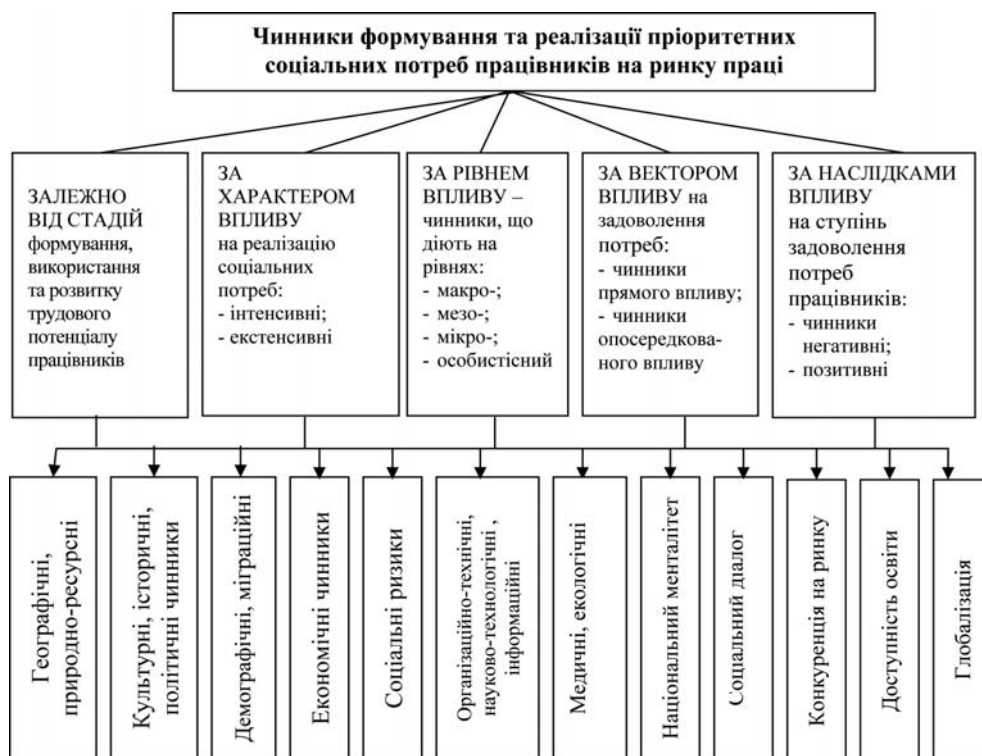 Чинники формування та реалізації пріоритетних
соціальних потреб працівників на ринку праці
ЗАЛЕЖНО
ВІД СТАДІЙ
формування,
використання
та розвитку
трудового
потенціалу
працівників
ЗА
ХАРАКТЕРОМ
ВПЛИВУ
на реалізацію
соціальних
потреб:
- інтенсивні;
- екстенсивні
ЗА РІВНЕМ
ВПЛИВУ –
чинники, що
діють на
рівнях:
- макро-;
- мезо-;
- мікро-;
- особистісний
ЗА ВЕКТОРОМ
ВПЛИВУ на
задоволення
потреб:
- чинники
прямого впливу;
- чинники
опосередкова-
ного впливу
ЗА НАСЛІДКАМИ
ВПЛИВУ
на ступінь
задоволення
потреб
працівників:
- чинники
негативні;
- позитивні
Географічні,
природно-ресурсні
Культурні, історичні,
політичні чинники
Демографічні, міграційні
Економічні чинники
Соціальні ризики
Організаційно-технічні,
науково-технологічні ,
інформаційні
Медичні, екологічні
Національний менталітет
Соціальний діалог
Конкуренція на ринку
Доступність освіти
Глобалізація